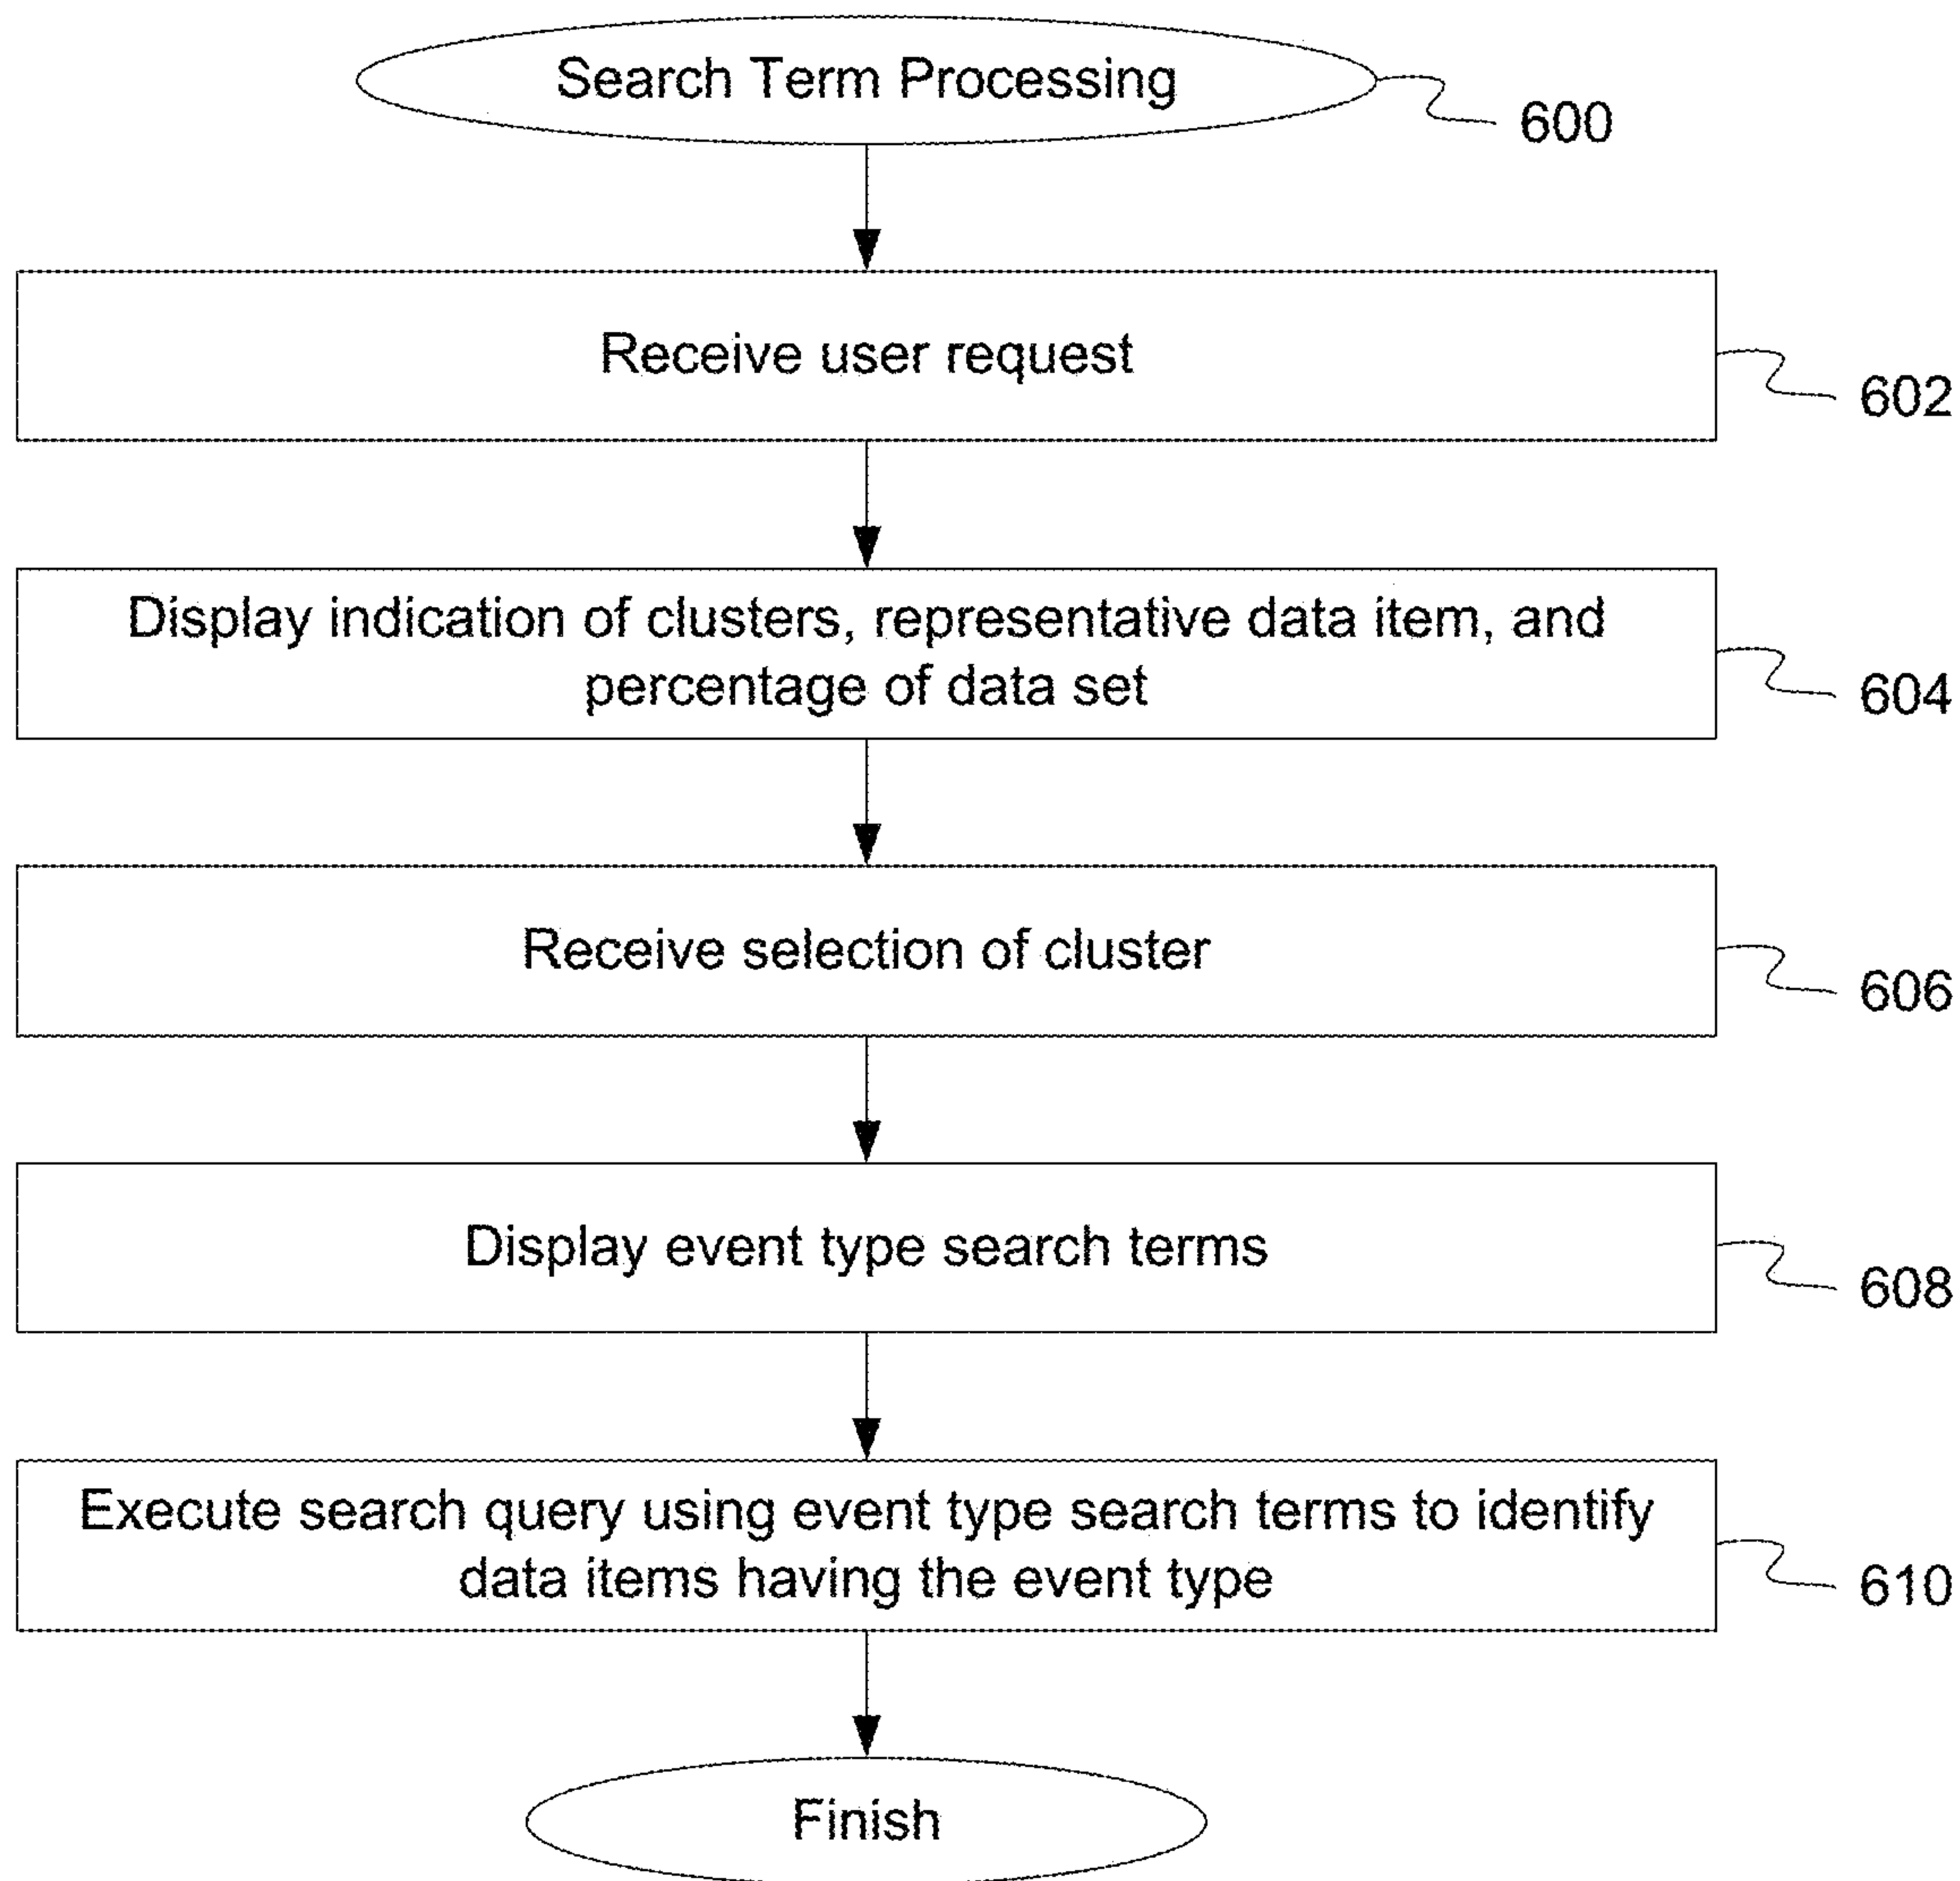 Search Term Processing
600
Receive user request
602
Display indication of clusters, representative data item, and
percentage of data set
604
Receive selection of cluster
606
Display event type search terms
608
Execute search query using event type search terms to identify
data items having the event type
610
Finish